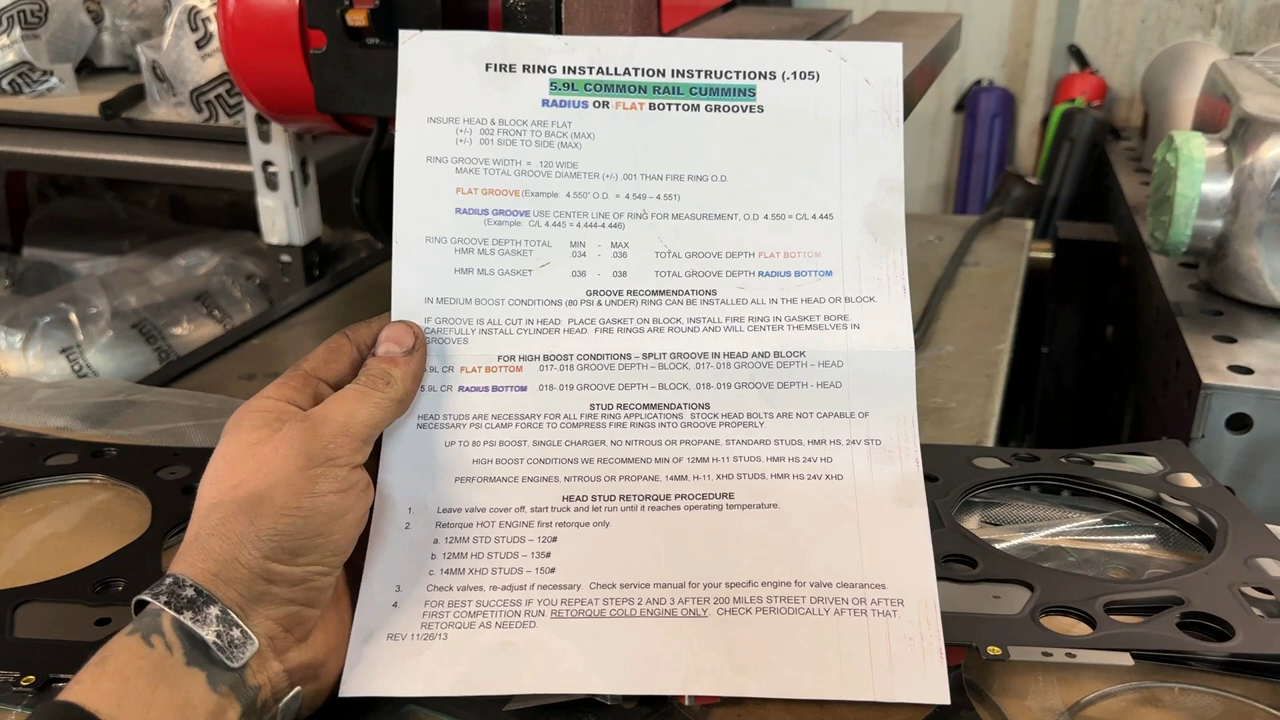 FIRE RING INSTALLATION INSTRUCTIONS (.105)
5.9L COMMON RAIL CUMMINS
RADIUS OR FLAT BOTTOM GROOVES
INSURE HEAD & BLOCK ARE FLAT
(+/-) .002 FRONT TO BACK (MAX)
(+/-) .001 SIDE TO SIDE (MAX)
RING GROOVE WIDTH = .120 WIDE
MAKE TOTAL GROOVE DIAMETER (+/-) .001 THAN FIRE RING O.D.
FLAT GROOVE (Example: 4.550" O.D. = 4.549 – 4.551)
RADIUS GROOVE USE CENTER LINE OF RING FOR MEASUREMENT, O.D 4.550 = C/L 4.445
(Example: C/L 4.445 = 4.444-4.446)
RING GROOVE DEPTH TOTAL MIN - MAX
HMR MLS GASKET .034 - .036 TOTAL GROOVE DEPTH FLAT BOTTOM
HMR MLS GASKET .036 - .038 TOTAL GROOVE DEPTH RADIUS BOTTOM
GROOVE RECOMMENDATIONS
IN MEDIUM BOOST CONDITIONS (80 PSI & UNDER) RING CAN BE INSTALLED ALL IN THE HEAD OR BLOCK.
IF GROOVE IS ALL CUT IN HEAD: PLACE GASKET ON BLOCK, INSTALL FIRE RING IN GASKET BORE.
CAREFULLY INSTALL CYLINDER HEAD. FIRE RINGS ARE ROUND AND WILL CENTER THEMSELVES IN
GROOVES.
FOR HIGH BOOST CONDITIONS – SPLIT GROOVE IN HEAD AND BLOCK
5.9L CR FLAT BOTTOM .017-.018 GROOVE DEPTH – BLOCK, .017-.018 GROOVE DEPTH – HEAD
5.9L CR RADIUS BOTTOM .018-.019 GROOVE DEPTH – BLOCK, .018-.019 GROOVE DEPTH - HEAD
STUD RECOMMENDATIONS
HEAD STUDS ARE NECESSARY FOR ALL FIRE RING APPLICATIONS. STOCK HEAD BOLTS ARE NOT CAPABLE OF
NECESSARY PSI CLAMP FORCE TO COMPRESS FIRE RINGS INTO GROOVE PROPERLY.
UP TO 80 PSI BOOST, SINGLE CHARGER, NO NITROUS OR PROPANE, STANDARD STUDS, HMR HS, 24V STD
HIGH BOOST CONDITIONS WE RECOMMEND MIN OF 12MM H-11 STUDS, HMR HS 24V HD
PERFORMANCE ENGINES, NITROUS OR PROPANE, 14MM, H-11, XHD STUDS, HMR HS 24V XHD
HEAD STUD RETORQUE PROCEDURE
1. Leave valve cover off, start truck and let run until it reaches operating temperature.
2. Retorque HOT ENGINE first retorque only.
a. 12MM STD STUDS – 120#
b. 12MM HD STUDS – 135#
c. 14MM XHD STUDS – 150#
3. Check valves, re-adjust if necessary. Check service manual for your specific engine for valve clearances.
4. FOR BEST SUCCESS IF YOU REPEAT STEPS 2 AND 3 AFTER 200 MILES STREET DRIVEN OR AFTER
FIRST COMPETITION RUN. RETORQUE COLD ENGINE ONLY. CHECK PERIODICALLY AFTER THAT.
RETORQUE AS NEEDED.
REV 11/26/13